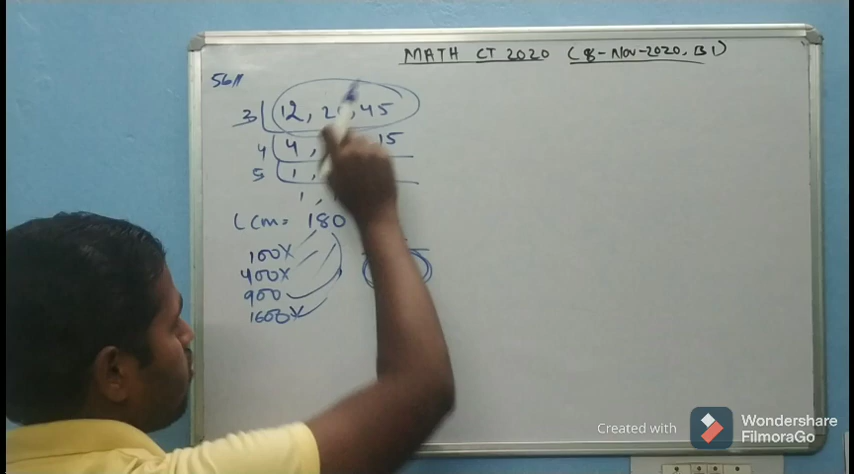 MATH CT 2020 (8-Nov-2020, B1)
56//
3 12, , 45
4 4, 15
5 1,
1,
LCM = 180
100X
400X
900
1600X
Created with Wondershare
FilmoraGo